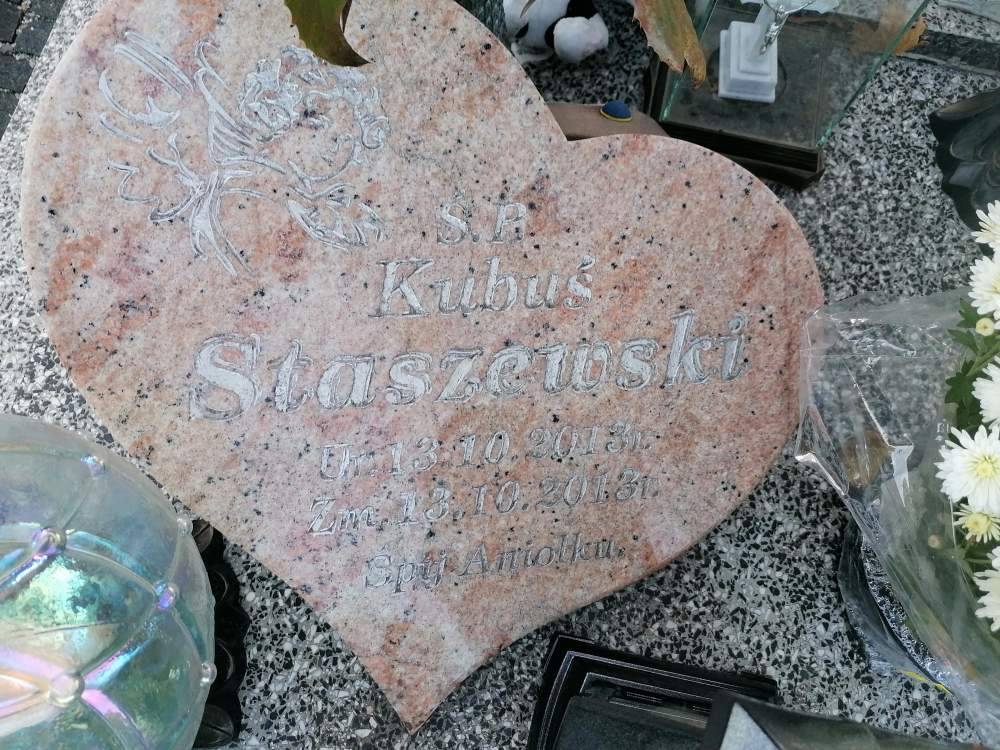 Ś.P.
Kubuś
Staszewski
Ur. 13.10.2013r.
Zm. 13.10.2013r.
Śpij Aniołku.